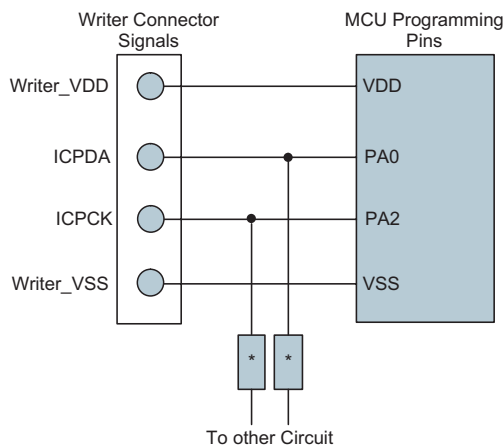 Writer Connector
Signals
MCU Programming
Pins
Writer_VDD
VDD
ICPDA
PA0
ICPCK
PA2
Writer_VSS
VSS
* *
To other Circuit